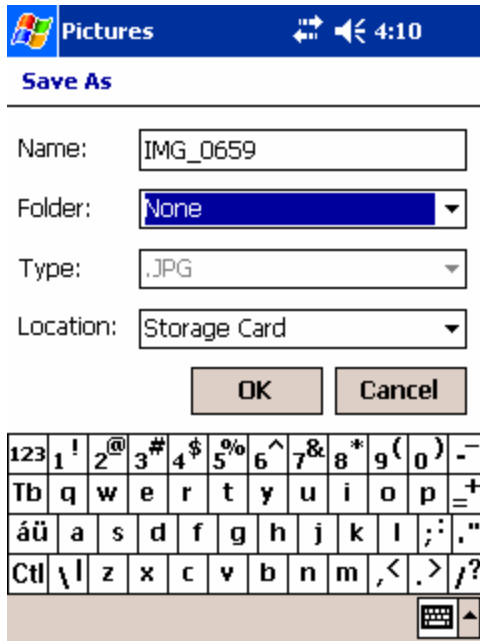 Pictures 4:10
Save As
Name: IMG_0659
Folder: None
Type: .JPG
Location: Storage Card
OK Cancel
123 1 ! 2 @ 3 # 4 $ 5 % 6 ^ 7 & 8 * 9 ( 0 ) - _
Tb q w e r t y u i o p = +
áü a s d f g h j k l ; : . "
Ctl \ | z x c v b n m , < . > / ?